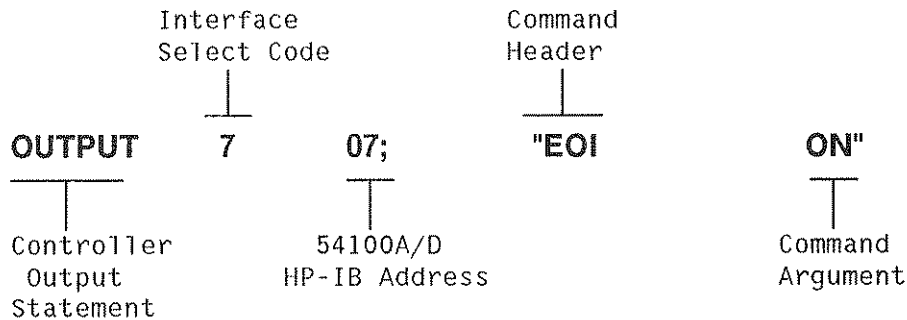 Interface Command
Select Code Header
OUTPUT 7 07; "EOI ON"
Controller 54100A/D Command
Output HP-IB Address Argument
Statement